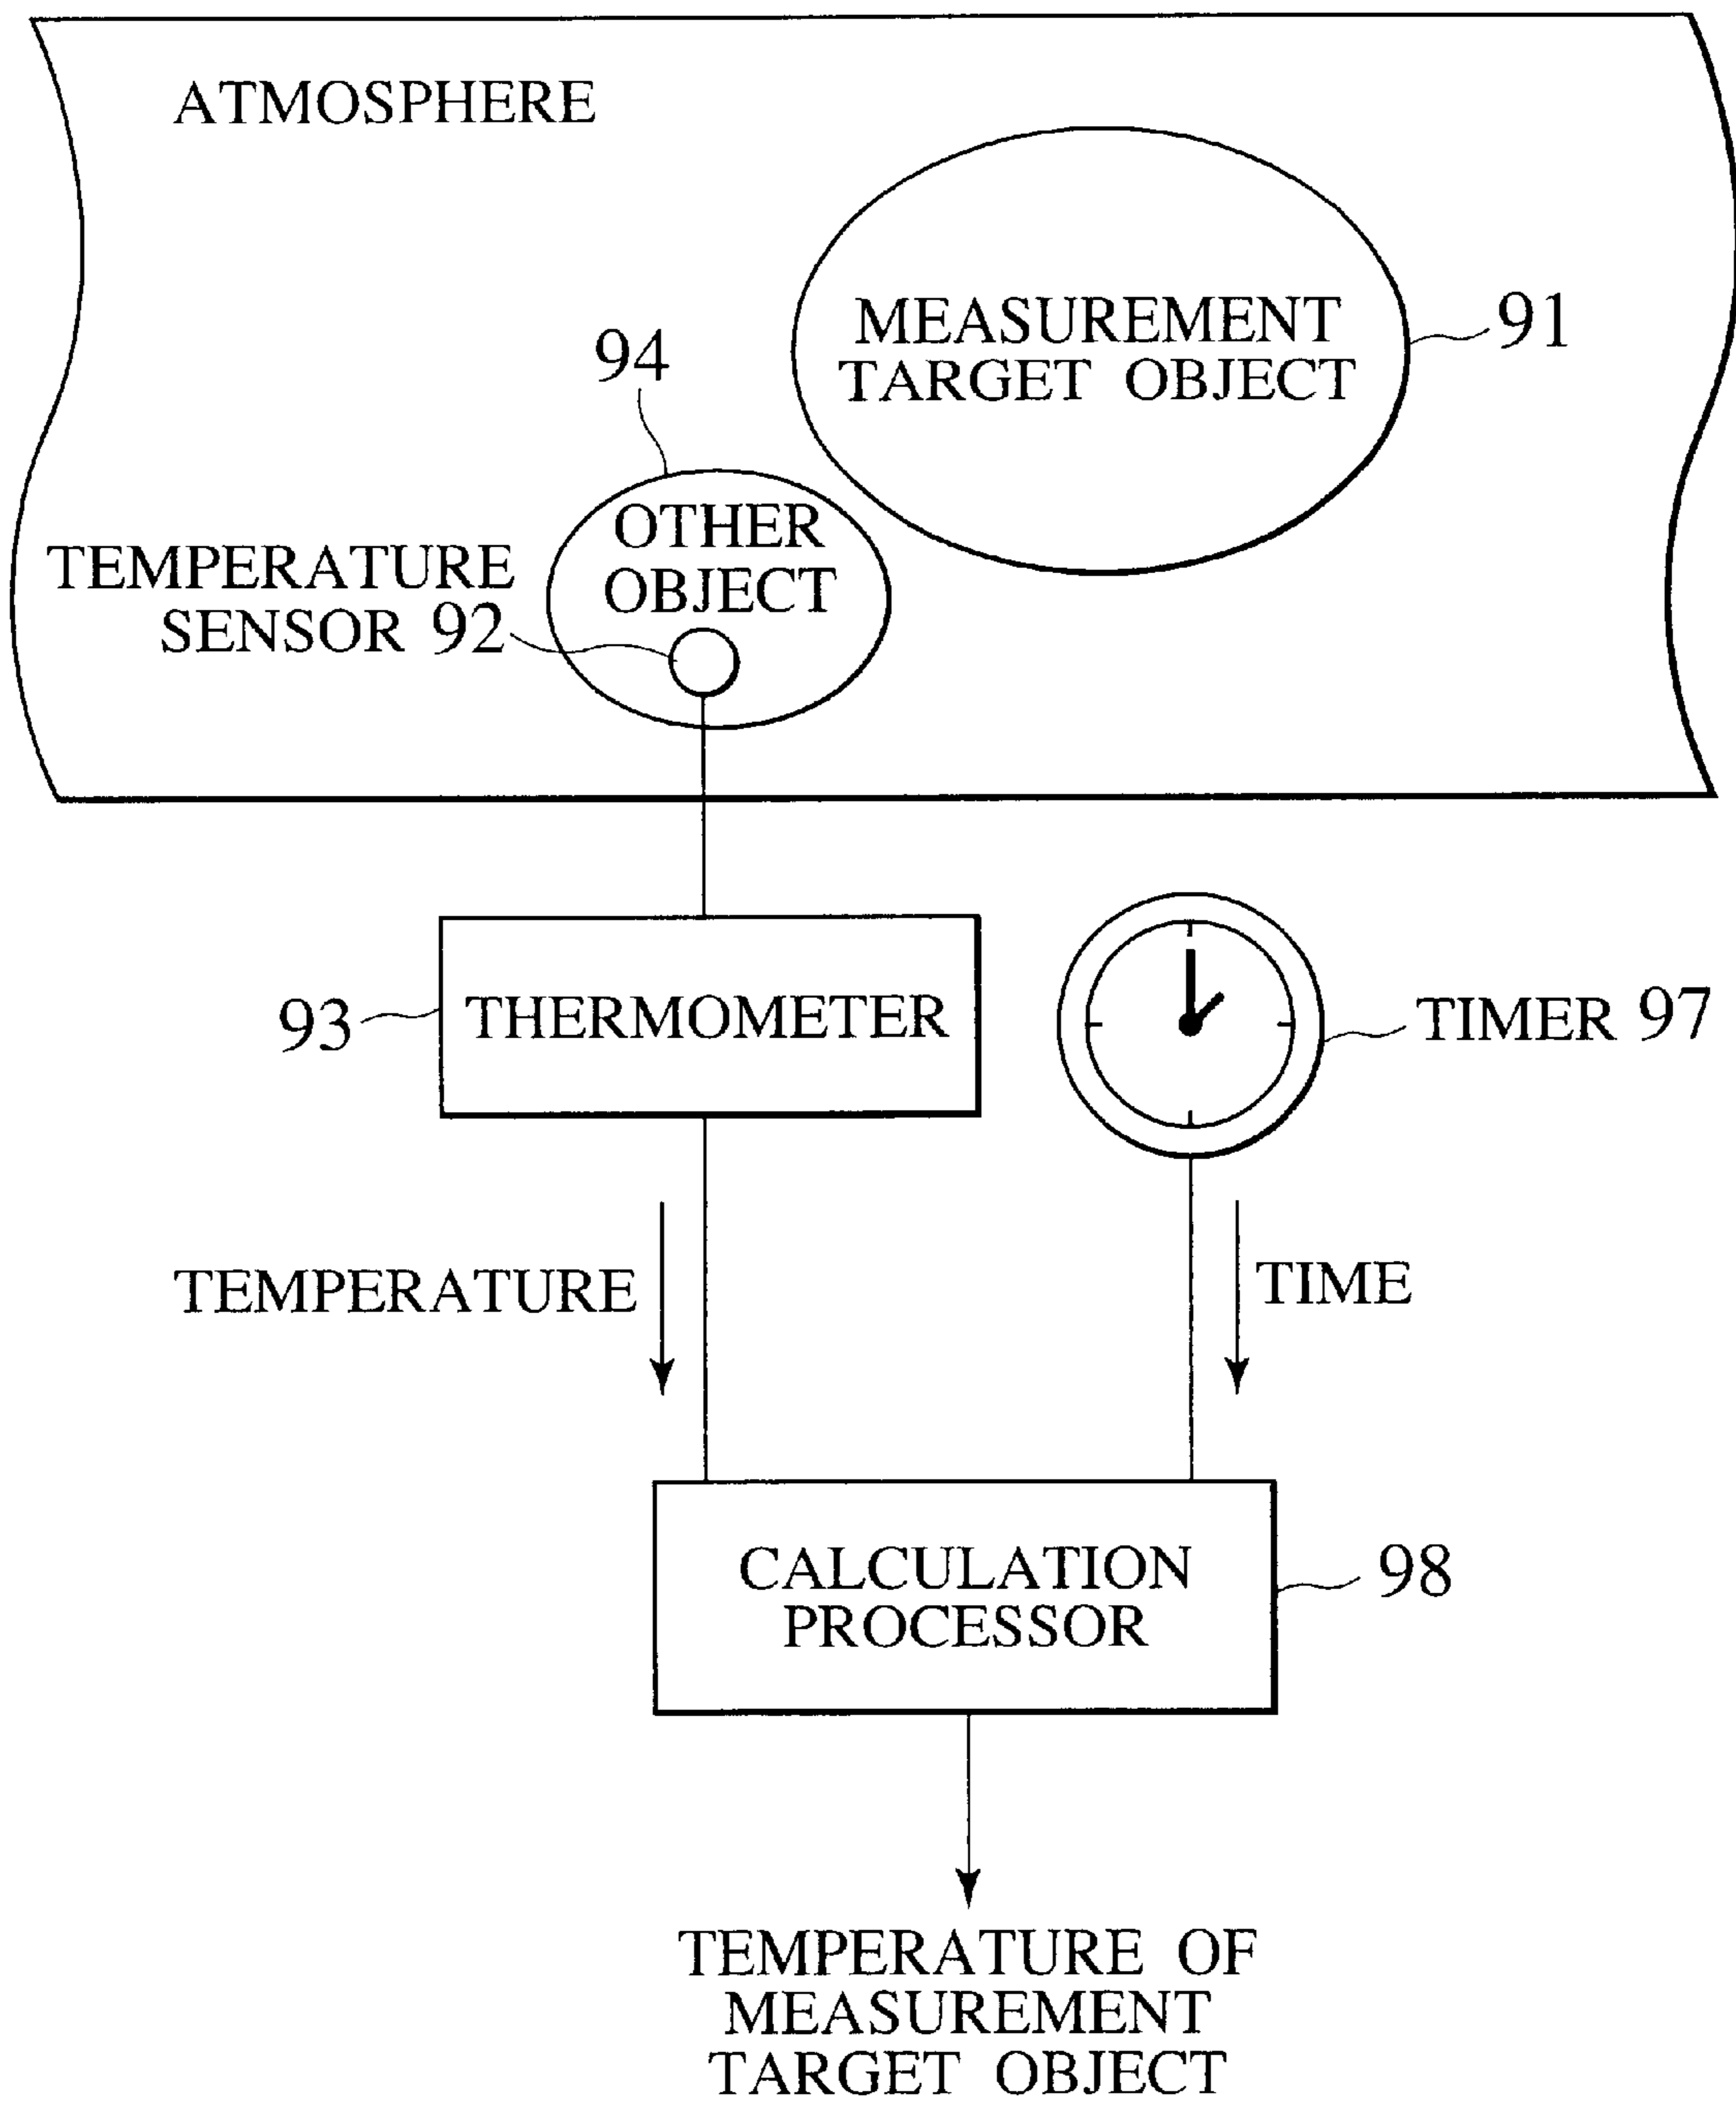 ATMOSPHERE
MEASUREMENT
TARGET OBJECT
91
94
OTHER
OBJECT
TEMPERATURE
SENSOR 92
93
THERMOMETER
TIMER 97
TEMPERATURE
TIME
CALCULATION
PROCESSOR
98
TEMPERATURE OF
MEASUREMENT
TARGET OBJECT